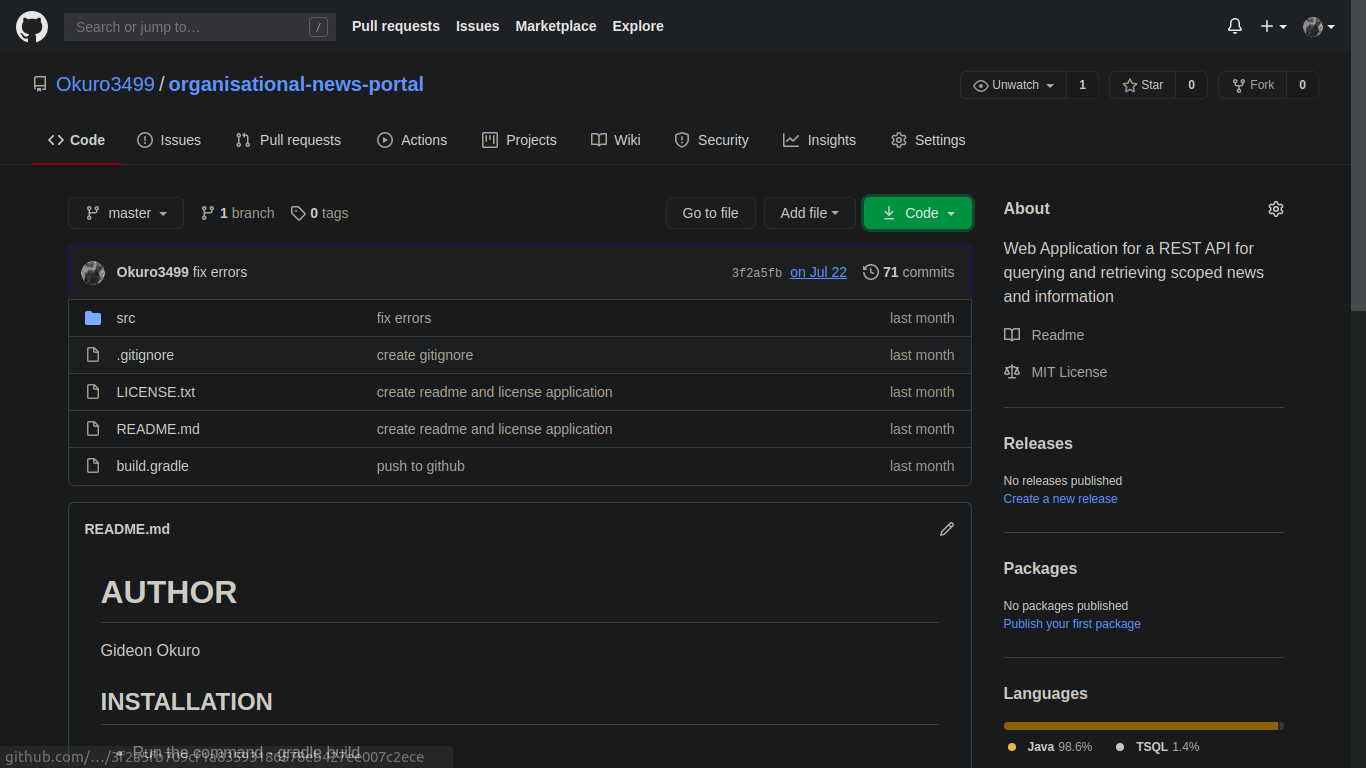 Search or jump to… / Pull requests Issues Marketplace Explore
Okuro3499 / organisational-news-portal Unwatch 1 Star 0 Fork 0
Code Issues Pull requests Actions Projects Wiki Security Insights Settings
master 1 branch 0 tags Go to file Add file Code
Okuro3499 fix errors 3f2a5fb on Jul 22 71 commits
src fix errors last month
.gitignore create gitignore last month
LICENSE.txt create readme and license application last month
README.md create readme and license application last month
build.gradle push to github last month
README.md
AUTHOR
Gideon Okuro
INSTALLATION
Run the command - gradle build
About
Web Application for a REST API for
querying and retrieving scoped news
and information
Readme
MIT License
Releases
No releases published
Create a new release
Packages
No packages published
Publish your first package
Languages
Java 98.6% TSQL 1.4%